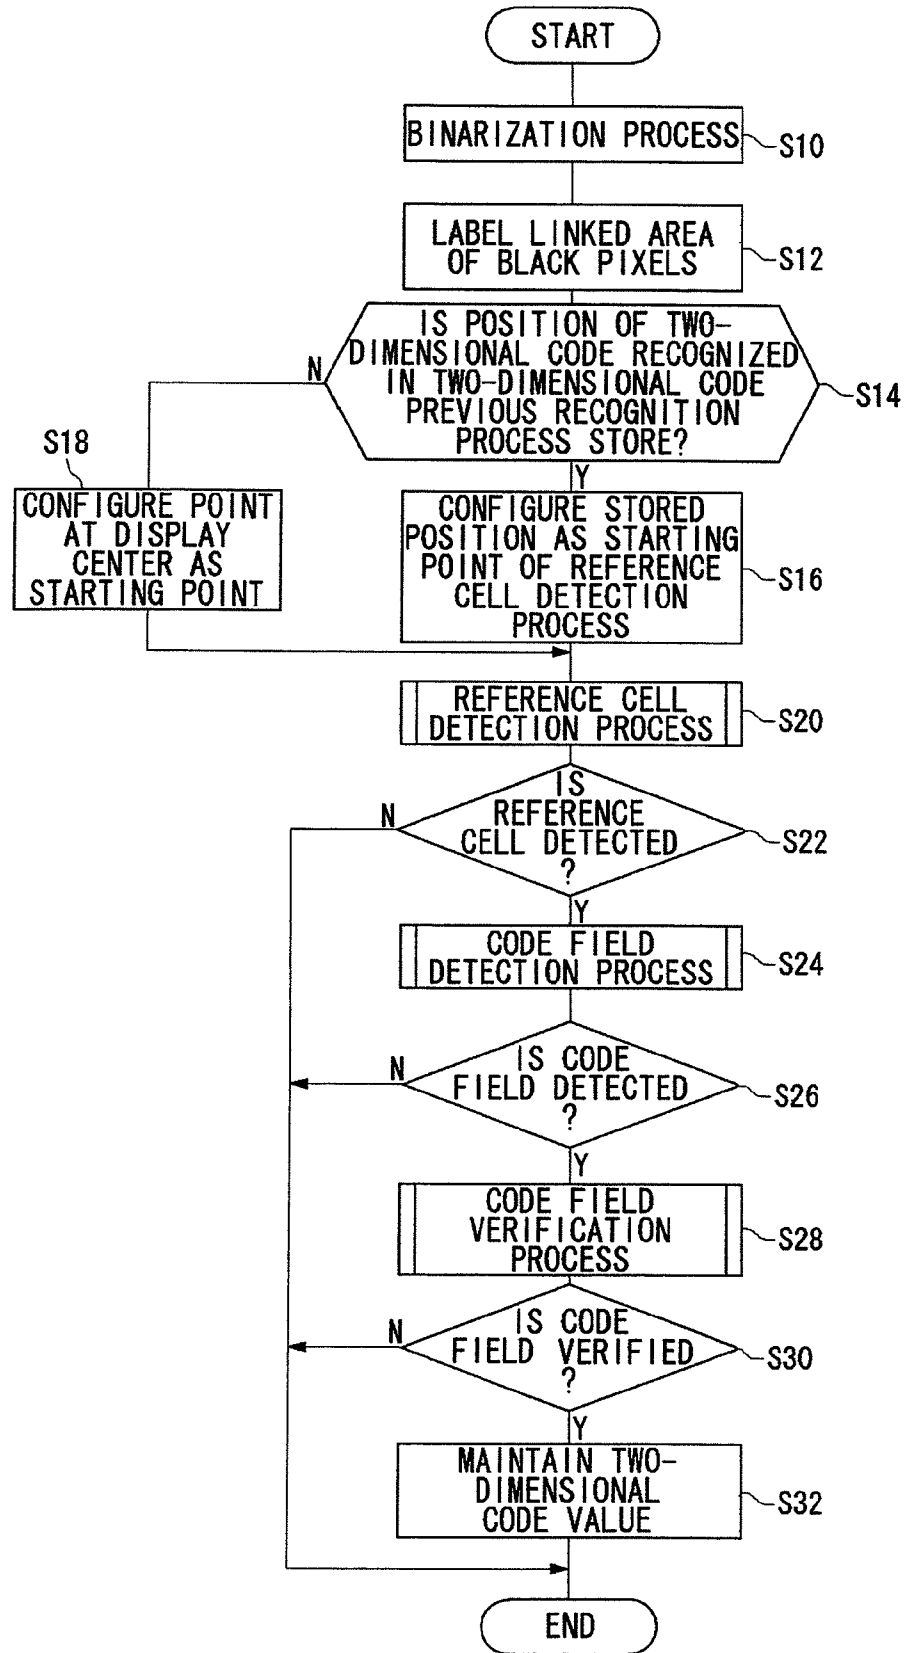 START
BINARIZATION PROCESS
S10
LABEL LINKED AREA
OF BLACK PIXELS
S12
IS POSITION OF TWO-
DIMENSIONAL CODE RECOGNIZED
IN TWO-DIMENSIONAL CODE
PREVIOUS RECOGNITION
PROCESS STORE?
S14
N
Y
S18
CONFIGURE POINT
AT DISPLAY
CENTER AS
STARTING POINT
CONFIGURE STORED
POSITION AS STARTING
POINT OF REFERENCE
CELL DETECTION
PROCESS
S16
REFERENCE CELL
DETECTION PROCESS
S20
IS
REFERENCE
CELL DETECTED
?
S22
N
Y
CODE FIELD
DETECTION PROCESS
S24
IS CODE
FIELD DETECTED
?
S26
N
Y
CODE FIELD
VERIFICATION
PROCESS
S28
IS CODE
FIELD VERIFIED
?
S30
N
Y
MAINTAIN TWO-
DIMENSIONAL
CODE VALUE
S32
END